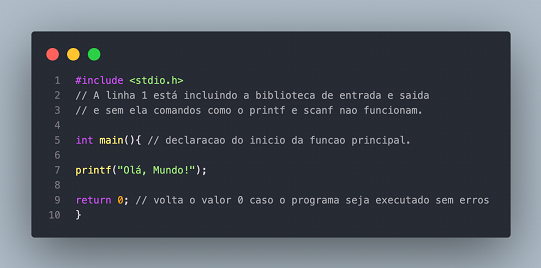 1 #include <stdio.h>
2 // A linha 1 está incluindo a biblioteca de entrada e saida
3 // e sem ela comandos como o printf e scanf nao funcionam.
4
5 int main(){ // declaracao do inicio da funcao principal.
6
7 printf("Olá, Mundo!");
8
9 return 0; // volta o valor 0 caso o programa seja executado sem erros
10 }